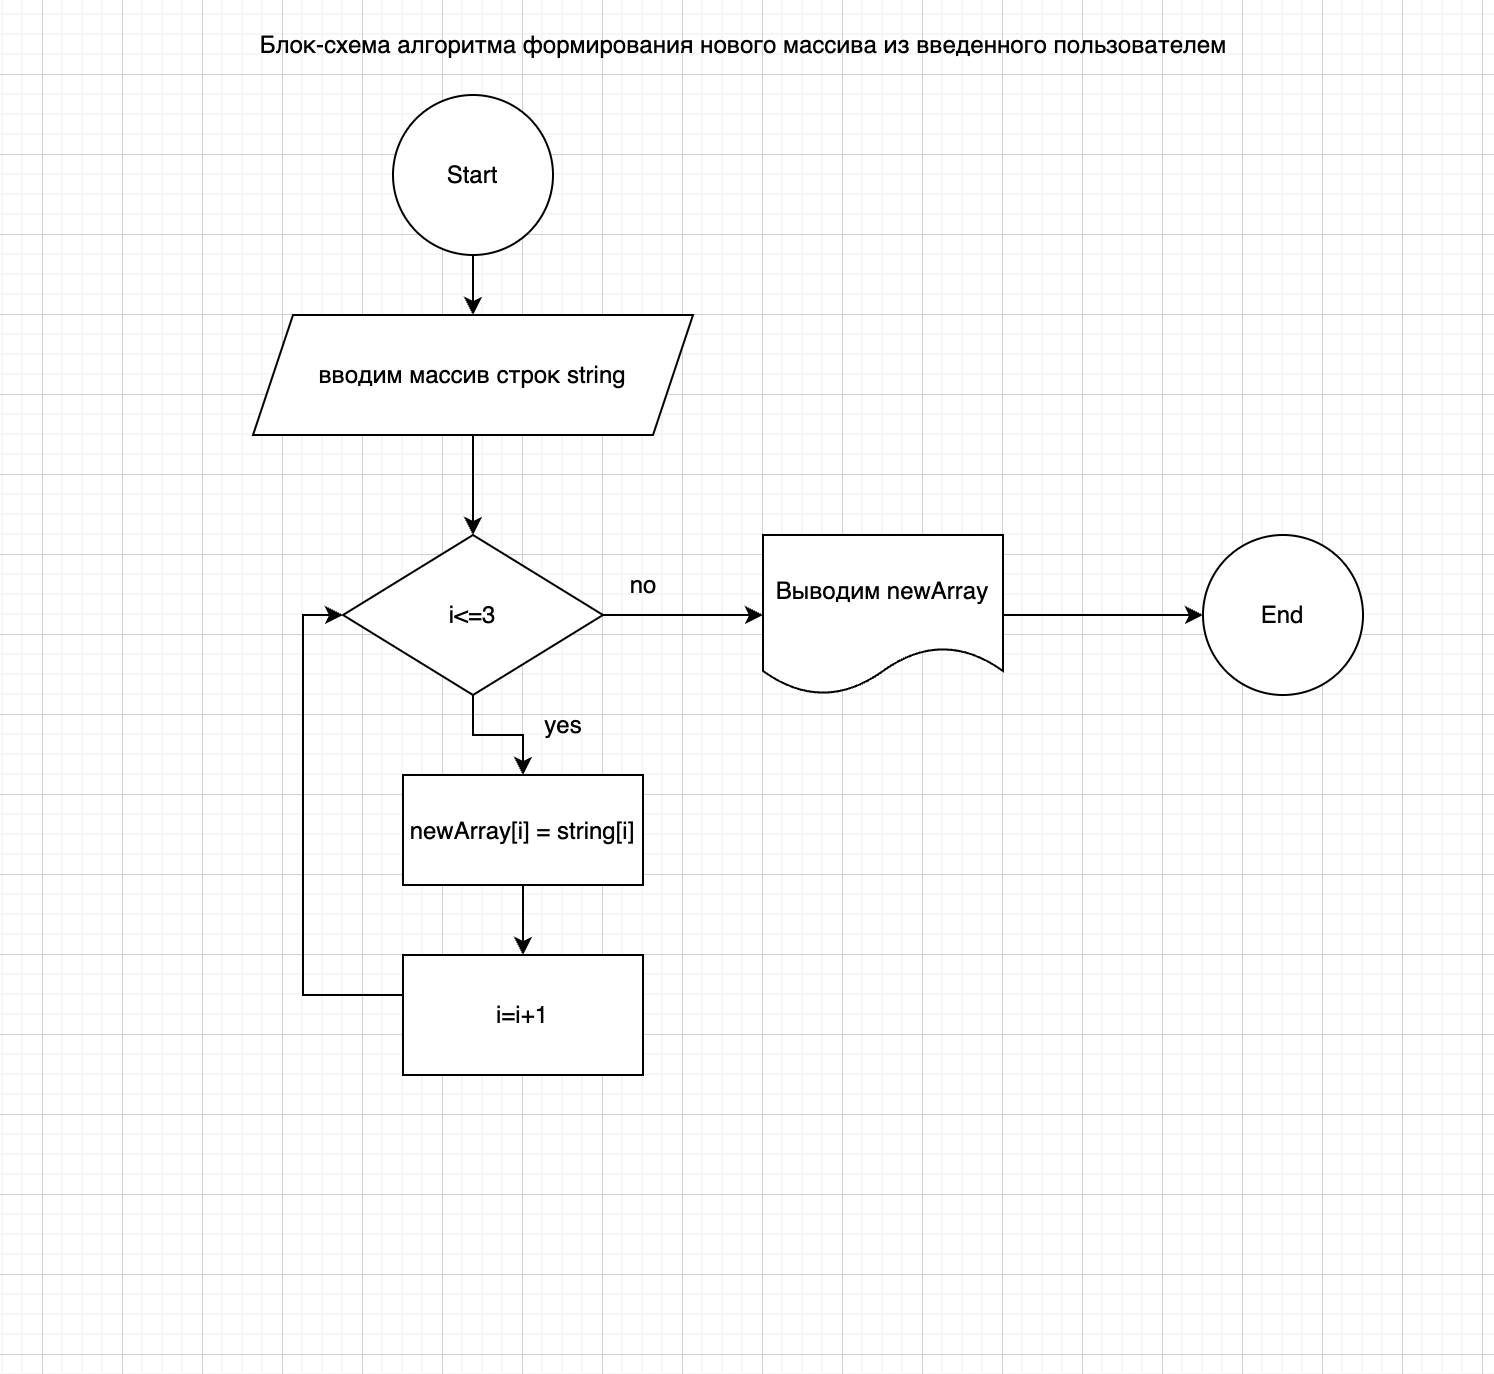 Блок-схема алгоритма формирования нового массива из введенного пользователем
Start
вводим массив строк string
i<=3
no
Выводим newArray
End
yes
newArray[i] = string[i]
i=i+1